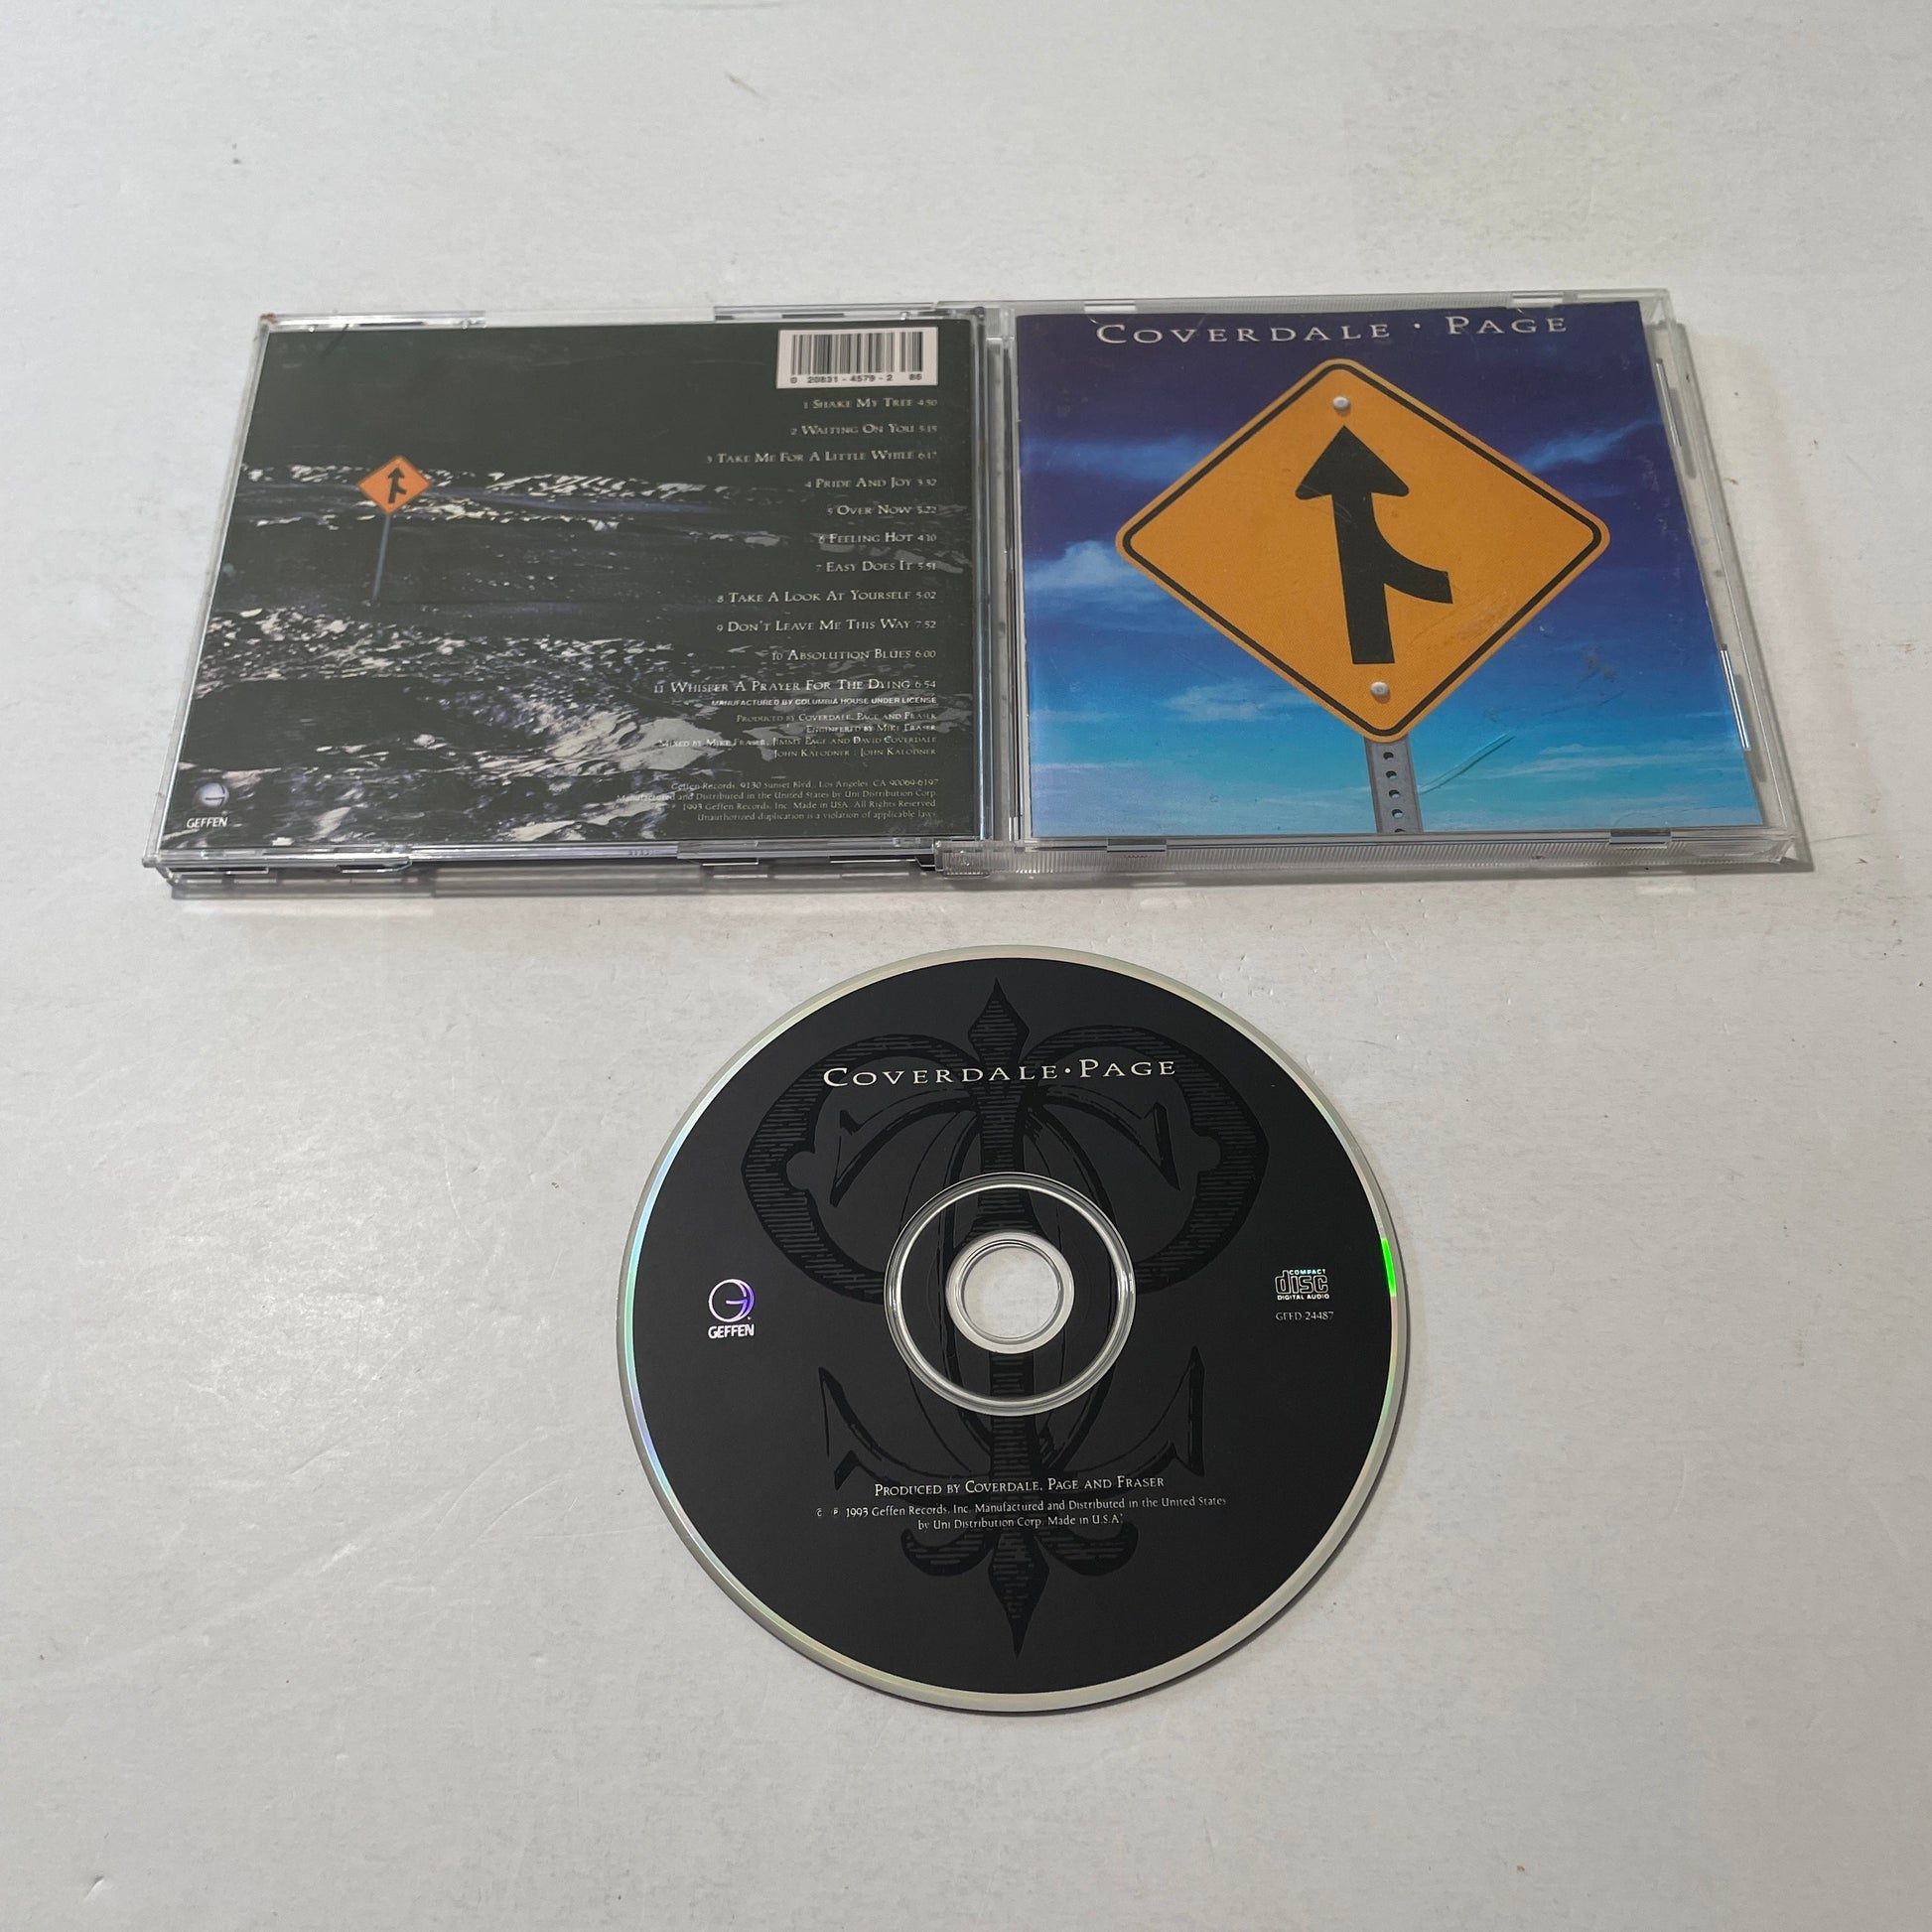 0 20831-4579-2 86
1 SHAKE MY TREE 4:50
2 WAITING ON YOU 5:15
3 TAKE ME FOR A LITTLE WHILE 6:17
4 PRIDE AND JOY 3:32
5 OVER NOW 5:22
6 FEELING HOT 4:10
7 EASY DOES IT 5:51
8 TAKE A LOOK AT YOURSELF 5:02
9 DON'T LEAVE ME THIS WAY 7:52
10 ABSOLUTION BLUES 6:00
11 WHISPER A PRAYER FOR THE DYING 6:54
MANUFACTURED BY COLUMBIA HOUSE UNDER LICENSE
PRODUCED BY COVERDALE, PAGE AND FRASER
ENGINEERED BY MIKE FRASER
MIXED BY MIKE FRASER, JIMMY PAGE AND DAVID COVERDALE
JOHN KALODNER : JOHN KALODNER
Geffen Records, 9130 Sunset Blvd., Los Angeles, CA 90069-6197
Manufactured and Distributed in the United States by Uni Distribution Corp.
℗ 1993 Geffen Records, Inc. Made in USA. All Rights Reserved.
Unauthorized duplication is a violation of applicable laws.
GEFFEN
COVERDALE · PAGE
COVERDALE • PAGE
GEFFEN
COMPACT
disc
DIGITAL AUDIO
GEFD-24487
PRODUCED BY COVERDALE, PAGE AND FRASER
© ℗ 1993 Geffen Records, Inc. Manufactured and Distributed in the United States
by Uni Distribution Corp. Made in U.S.A.